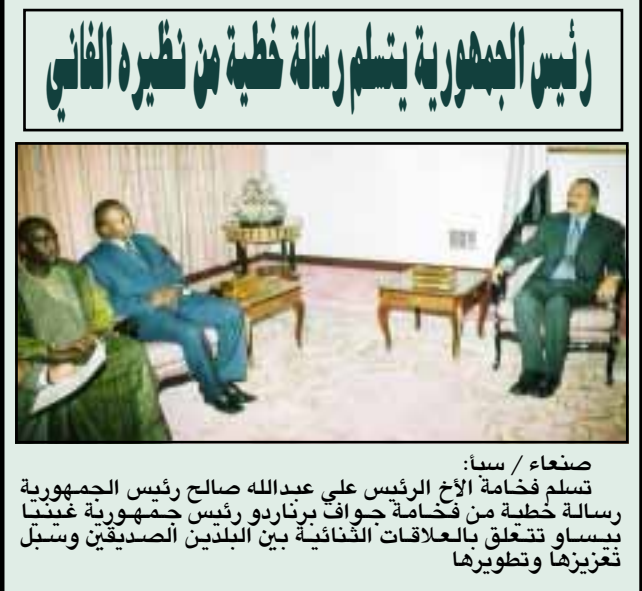 رئيس الجمهورية يتسلم رسالة خطية من نظيره الغاني
صنعاء / سبأ:
تسلم فخامة الأخ الرئيس علي عبدالله صالح رئيس الجمهورية
رسالة خطية من فخامة جواف برناردو رئيس جمهورية غينيا
بيساو تتعلق بالعلاقات الثنائية بين البلدين الصديقين وسبل
تعزيزها وتطويرها